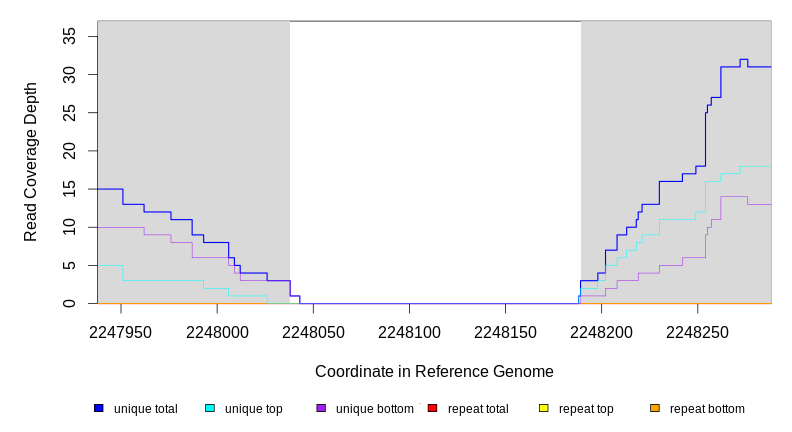 Read Coverage Depth
35
30
25
20
15
10
5
0
2247950 2248000 2248050 2248100 2248150 2248200 2248250
Coordinate in Reference Genome
unique total unique top unique bottom repeat total repeat top repeat bottom